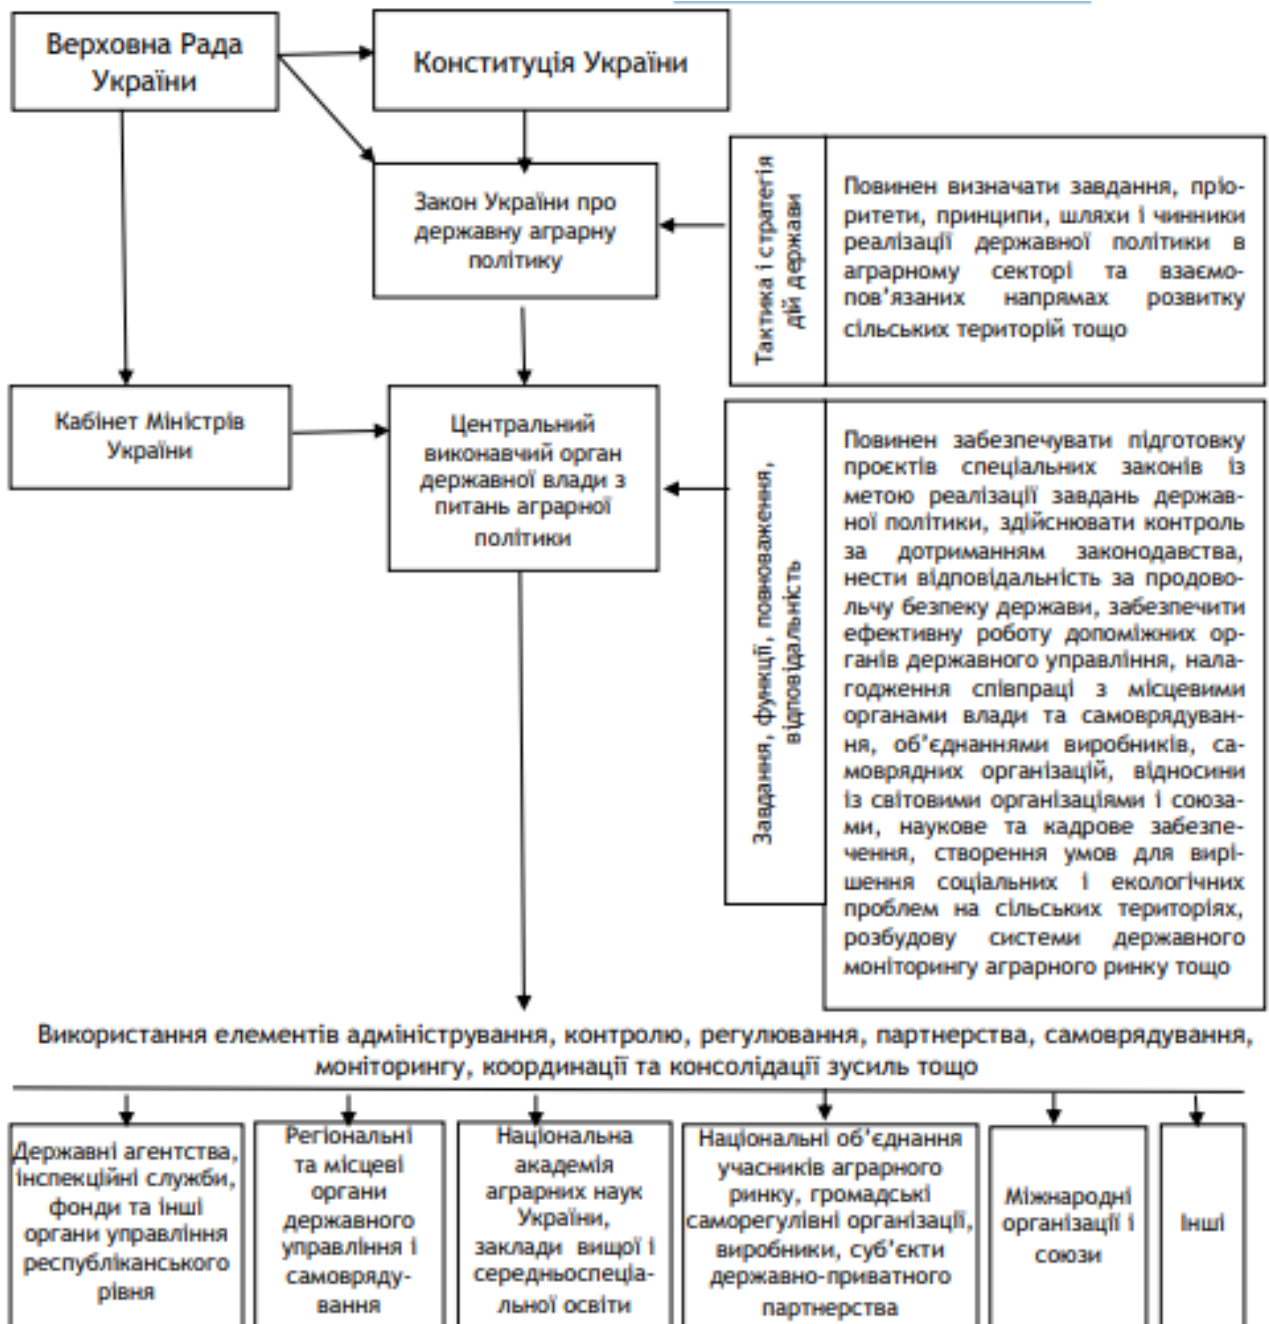 Верховна Рада
України
Конституція України
Закон України про
державну аграрну
політику
Тактика і стратегія
дій держави
Повинен визначати завдання, пріо-
ритети, принципи, шляхи і чинники
реалізації державної політики в
аграрному секторі та взаємо-
пов’язаних напрямах розвитку
сільських територій тощо
Кабінет Міністрів
України
Центральний
виконавчий орган
державної влади з
питань аграрної
політики
Завдання, функції, повноваження,
відповідальність
Повинен забезпечувати підготовку
проєктів спеціальних законів із
метою реалізації завдань держав-
ної політики, здійснювати контроль
за дотриманням законодавства,
нести відповідальність за продово-
льчу безпеку держави, забезпечити
ефективну роботу допоміжних ор-
ганів державного управління, нала-
годження співпраці з місцевими
органами влади та самоврядуван-
ня, об’єднаннями виробників, са-
моврядних організацій, відносини
із світовими організаціями і союза-
ми, наукове та кадрове забезпе-
чення, створення умов для вирі-
шення соціальних і екологічних
проблем на сільських територіях,
розбудову системи державного
моніторингу аграрного ринку тощо
Використання елементів адміністрування, контролю, регулювання, партнерства, самоврядування,
моніторингу, координації та консолідації зусиль тощо
Державні агентства,
інспекційні служби,
фонди та інші
органи управління
республіканського
рівня
Регіональні
та місцеві
органи
державного
управління і
самовряду-
вання
Національна
академія
аграрних наук
України,
заклади вищої і
середньоспеціа-
льної освіти
Національні об’єднання
учасників аграрного
ринку, громадські
саморегулівні організації,
виробники, суб’єкти
державно-приватного
партнерства
Міжнародні
організації і
союзи
Інші